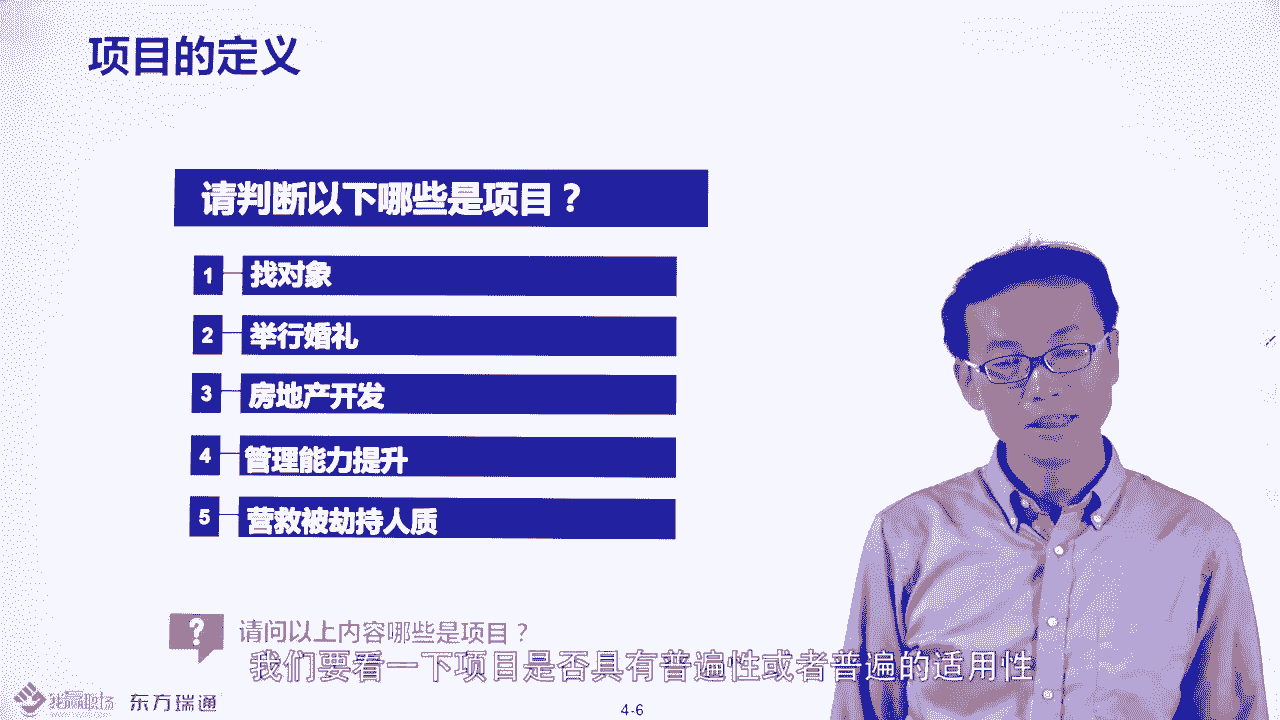 项目的定义
请判断以下哪些是项目？
1 找对象
2 举行婚礼
3 房地产开发
4 管理能力提升
5 营救被劫持人质
? 请问以上内容哪些是项目？
我们要看一下项目是否具有普遍性或者普遍的适用性
东方瑞通
4-6